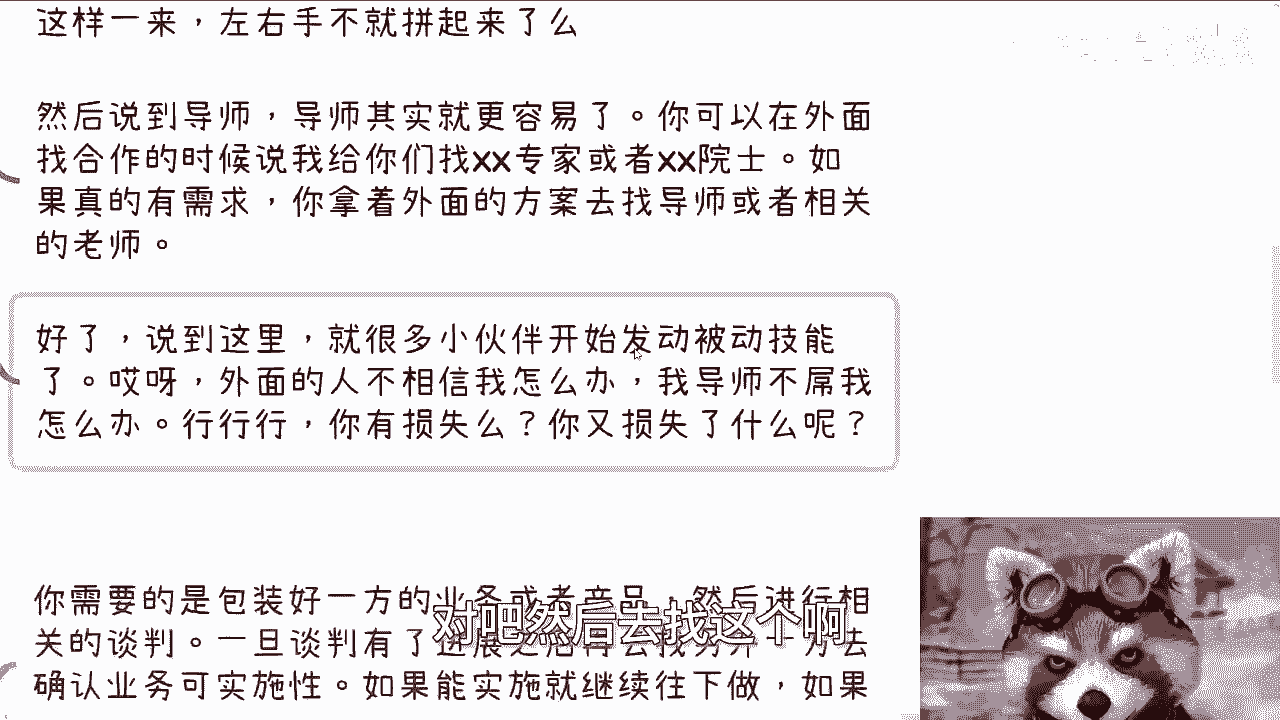 这样一来，左右手不就拼起来了么
然后说到导师，导师其实就更容易了。你可以在外面
找合作的时候说我给你们找xx专家或者xx院士。如
果真的有需求，你拿着外面的方案去找导师或者相关
的老师。
好了，说到这里，就很多小伙伴开始发动被动技能
了。哎呀，外面的人不相信我怎么办，我导师不屌我
怎么办。行行行，你有损失么？你又损失了什么呢？
你需要的是包装好一方的业务或者产品，然后进行相
对吧然后去找这个啊
关的谈判。一旦谈判有了进展之后再去找另外一方去
确认业务可实施性。如果能实施就继续往下做，如果